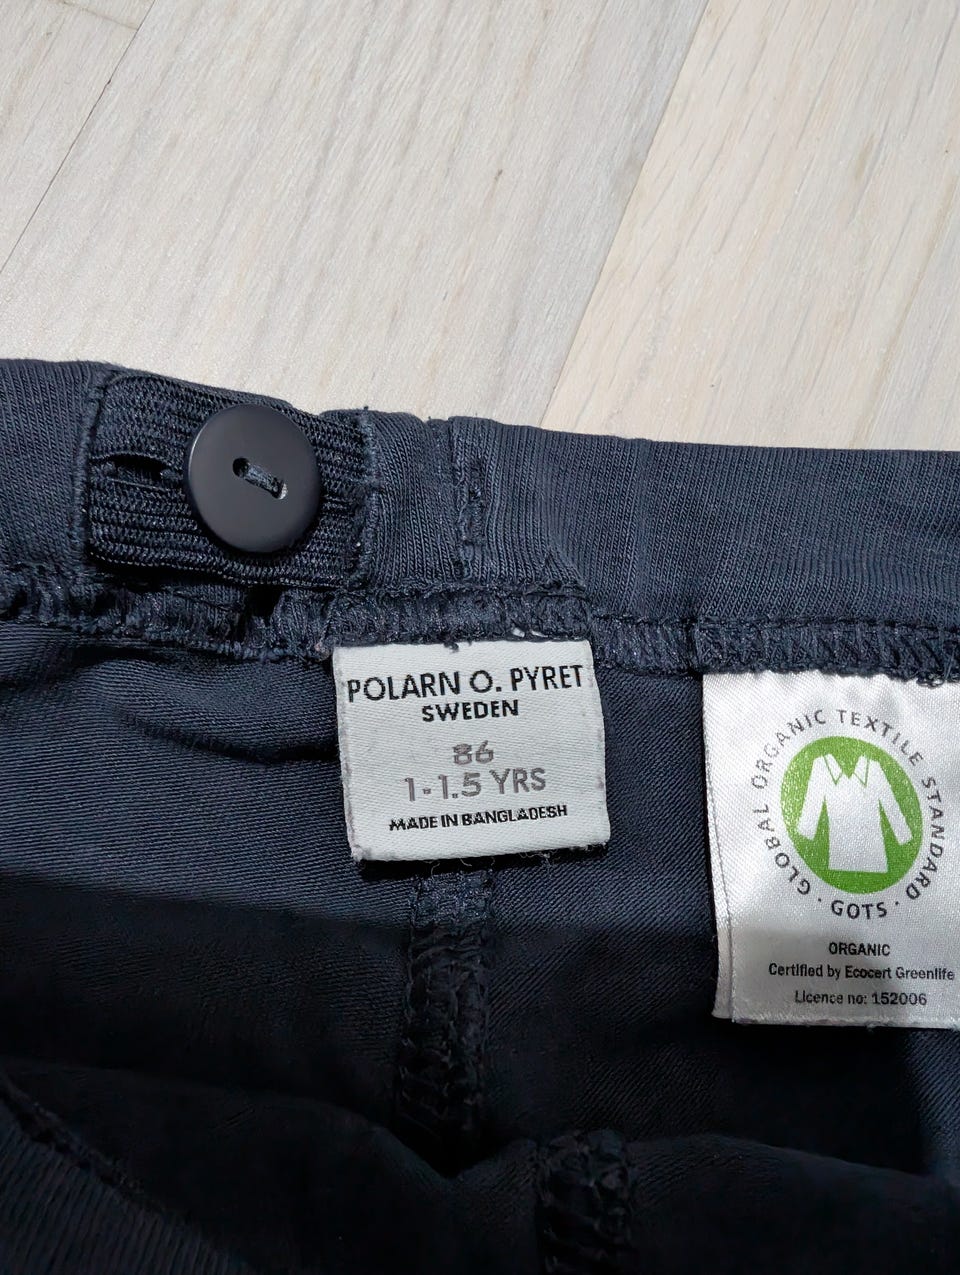 POLARN O. PYRET
SWEDEN
86
1-1.5 YRS
MADE IN BANGLADESH
GLOBAL ORGANIC TEXTILE STANDARD
· GOTS ·
ORGANIC
Certified by Ecocert Greenlife
Licence no: 152006